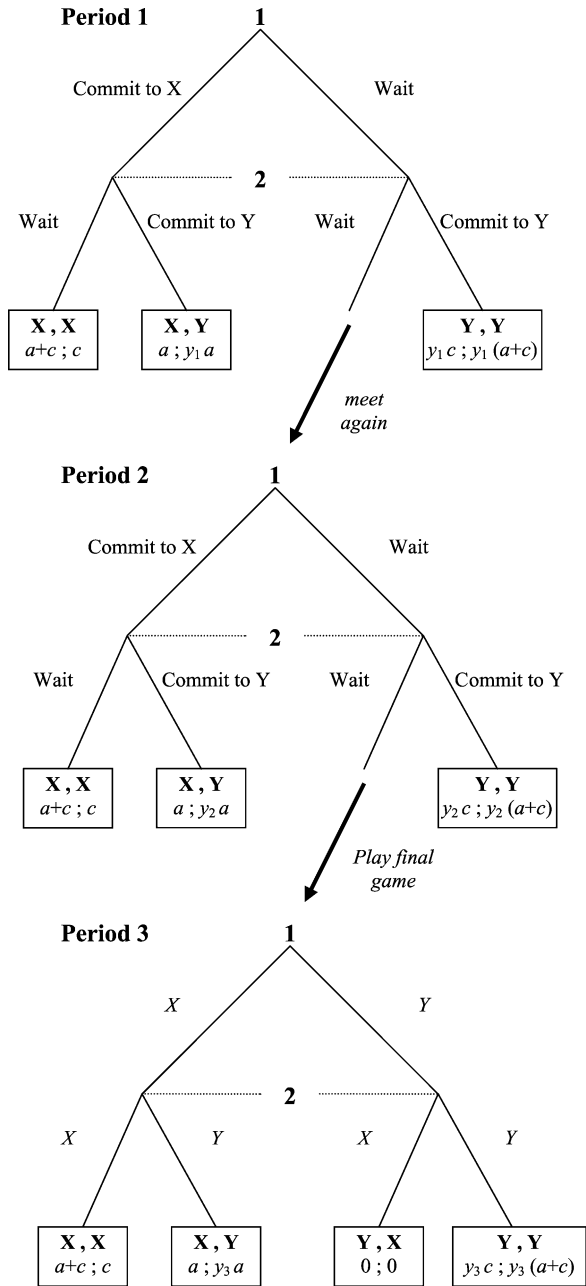 Period 1
1
Commit to X
Wait
2
Wait
Commit to Y
Wait
Commit to Y
X , X
a+c ; c
X , Y
a ; y₁ a
Y , Y
y₁ c ; y₁ (a+c)
meet
again
Period 2
1
Commit to X
Wait
2
Wait
Commit to Y
Wait
Commit to Y
X , X
a+c ; c
X , Y
a ; y₂ a
Y , Y
y₂ c ; y₂ (a+c)
Play final
game
Period 3
1
X
Y
2
X
Y
X
Y
X , X
a+c ; c
X , Y
a ; y₃ a
Y , X
0 ; 0
Y , Y
y₃ c ; y₃ (a+c)